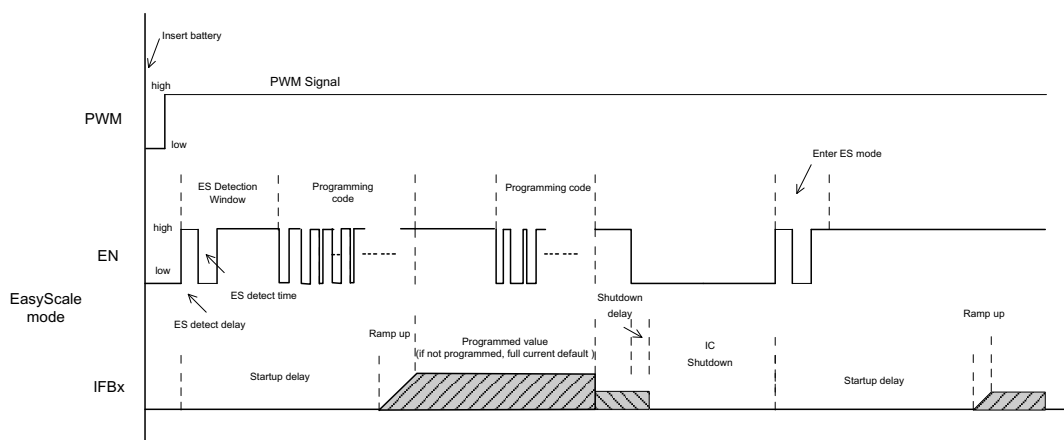 Insert battery
high
PWM Signal
PWM
low
Enter ES mode
ES Detection
Window
Programming
code
Programming code
high
EN
low
EasyScale
mode
ES detect time
ES detect delay
Shutdown
delay
Ramp up
Ramp up
Programmed value
(if not programmed, full current default )
IC
Shutdown
IFBx
Startup delay
Startup delay